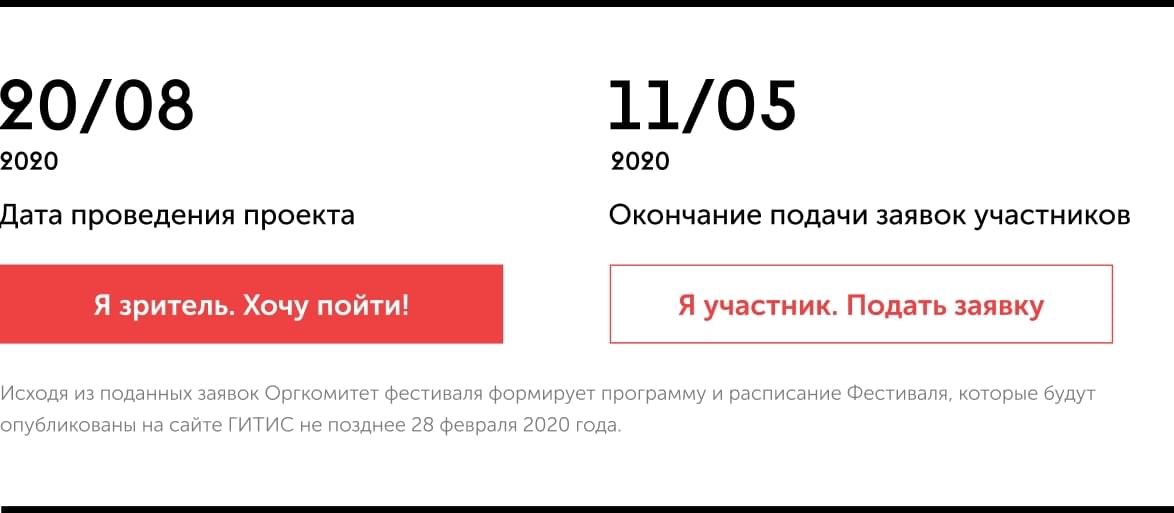 20/08
2020
Дата проведения проекта
Я зритель. Хочу пойти!
11/05
2020
Окончание подачи заявок участников
Я участник. Подать заявку
Исходя из поданных заявок Оргкомитет фестиваля формирует программу и расписание Фестиваля, которые будут
опубликованы на сайте ГИТИС не позднее 28 февраля 2020 года.